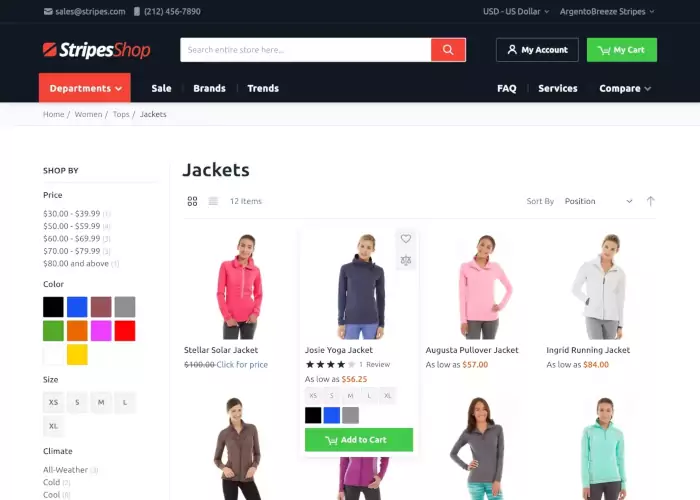 sales@stripes.com (212) 456-7890 USD - US Dollar ArgentoBreeze Stripes
StripesShop Search entire store here... My Account My Cart
Departments Sale Brands Trends FAQ Services Compare
Home / Women / Tops / Jackets
SHOP BY
Price
$30.00 - $39.99 (1)
$50.00 - $59.99 (4)
$60.00 - $69.99
$70.00 - $79.99
$80.00 and above (1)
Color
Size
XS S M L
XL
Climate
All-Weather
Cold
Cool
Jackets
12 Items Sort By Position
Stellar Solar Jacket
$100.00 Click for price
Josie Yoga Jacket
1 Review
As low as $56.25
XS S M L XL
Add to Cart
Augusta Pullover Jacket
As low as $57.00
Ingrid Running Jacket
As low as $84.00